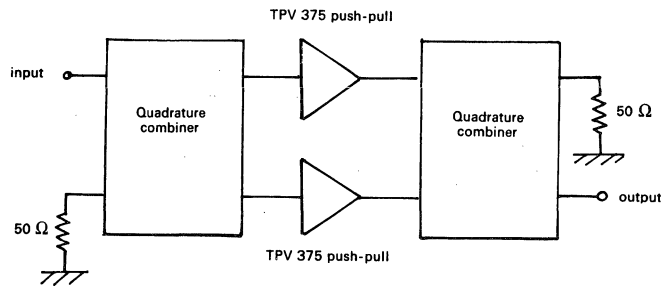 TPV 375 push-pull
input
Quadrature
combiner
Quadrature
combiner
50 Ω
50 Ω
output
TPV 375 push-pull